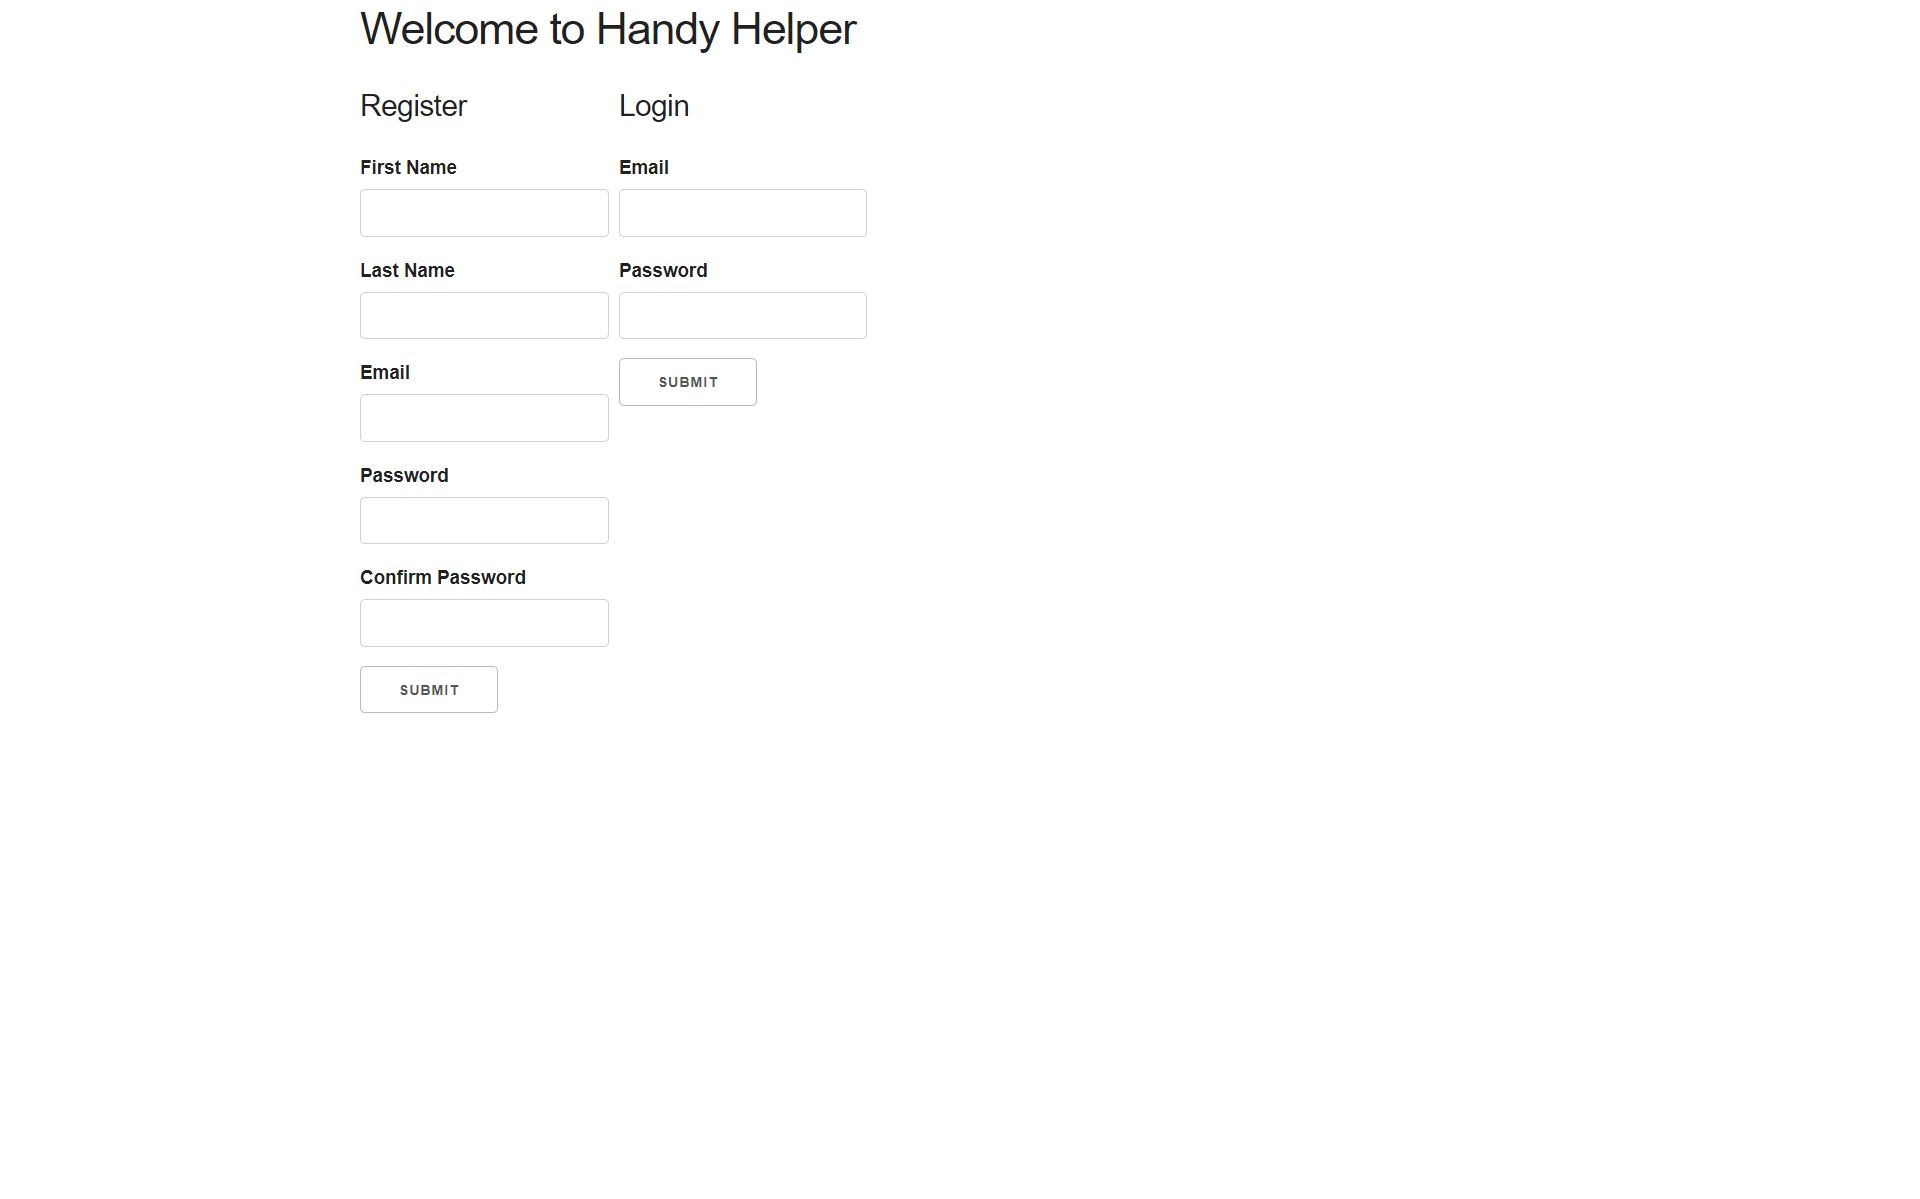 Welcome to Handy Helper
Register
First Name
Last Name
Email
Password
Confirm Password
SUBMIT
Login
Email
Password
SUBMIT